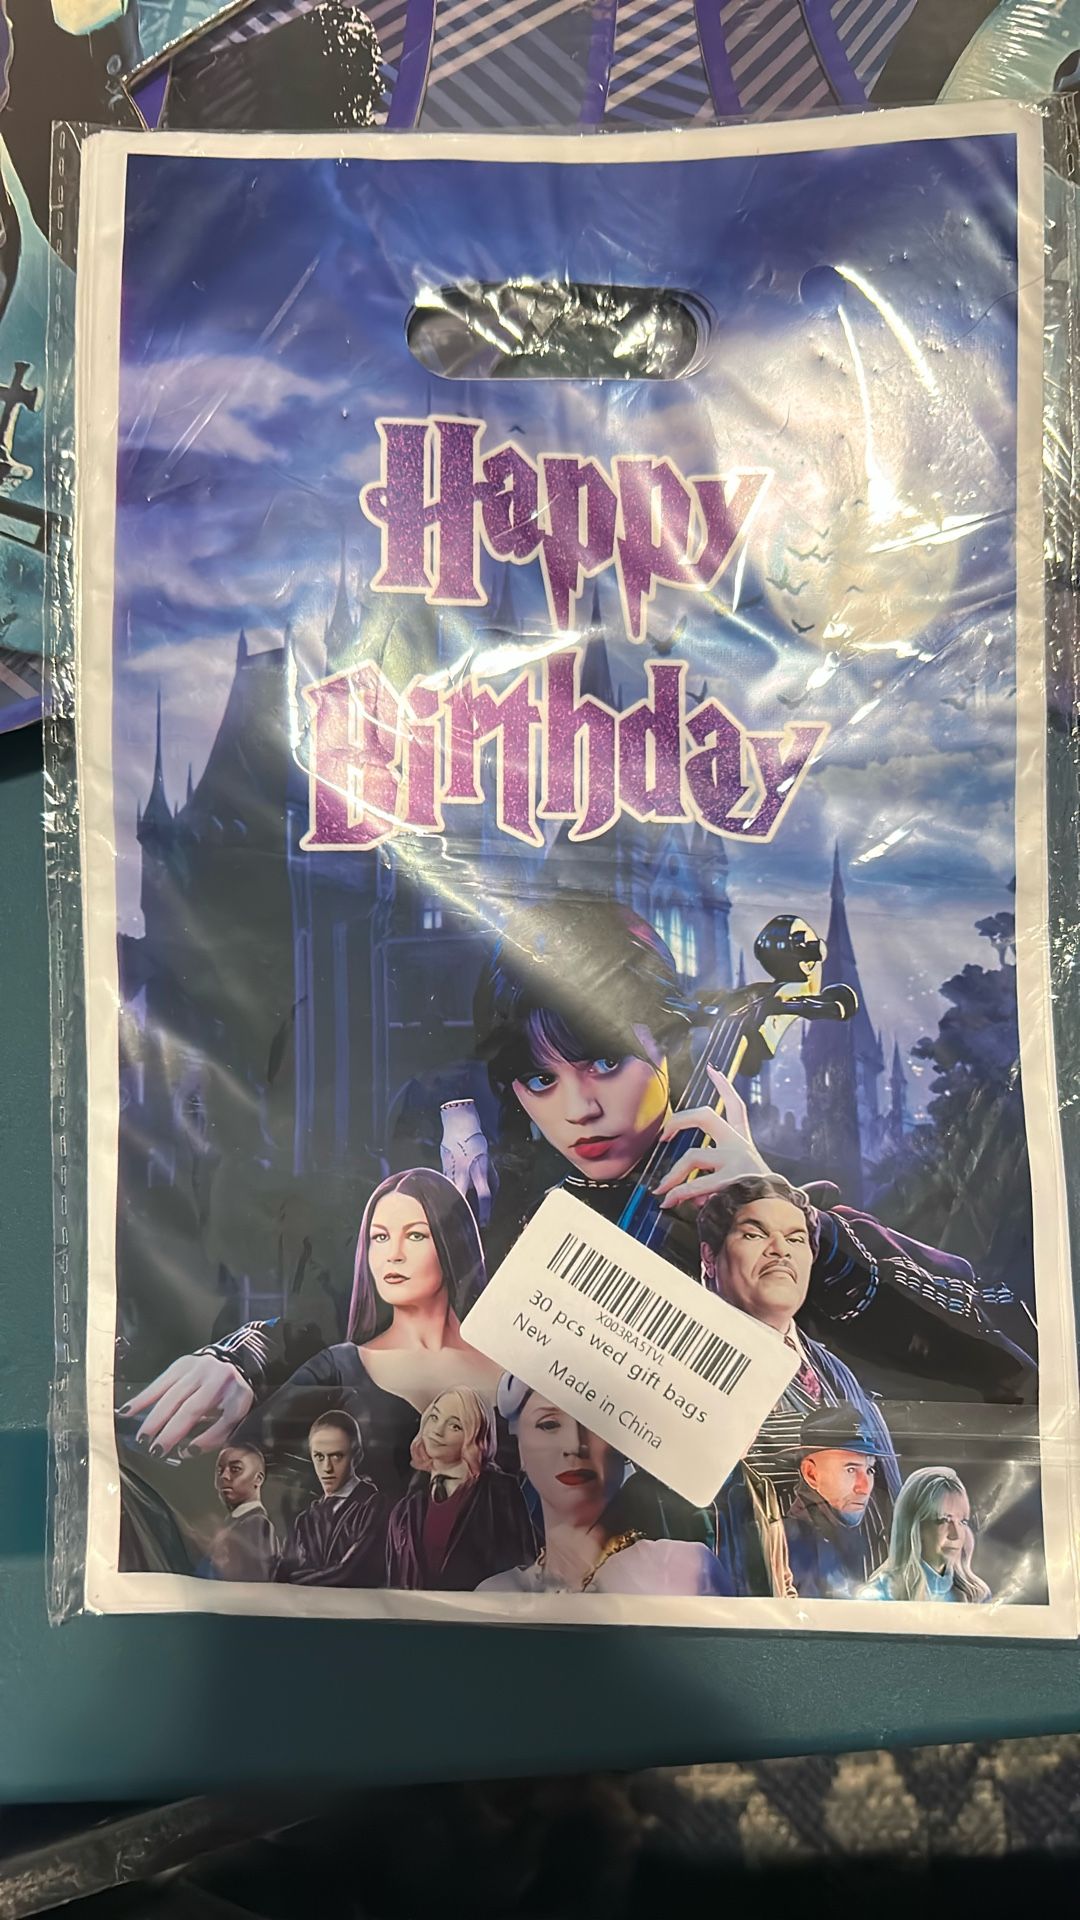 Happy
Birthday
X003RA5TVL
30 pcs wed gift bags
New
Made in China